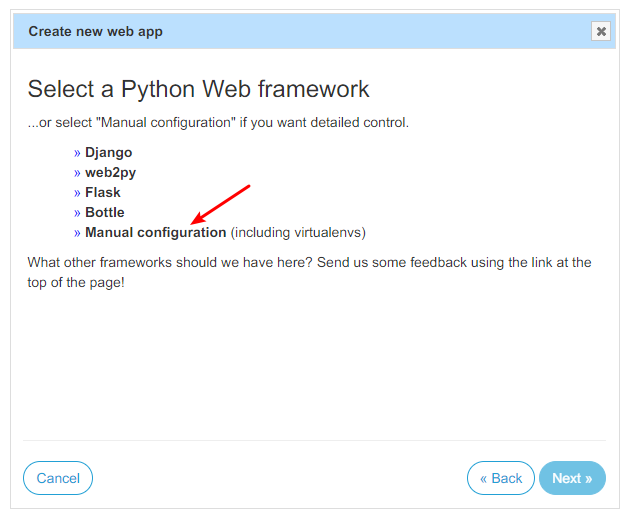 Create new web app
Select a Python Web framework
...or select "Manual configuration" if you want detailed control.
» Django
» web2py
» Flask
» Bottle
» Manual configuration (including virtualenvs)
What other frameworks should we have here? Send us some feedback using the link at the
top of the page!
Cancel
« Back
Next »